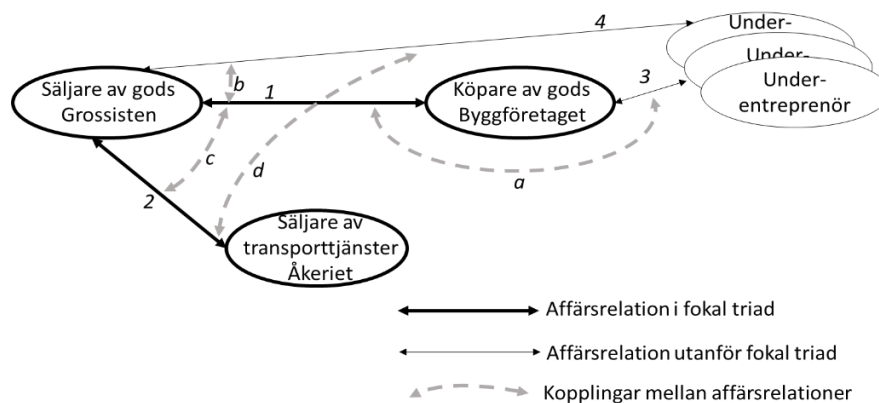 4
Under-
Under-
Under-
entreprenör
3
Säljare av gods
Grossisten
b
1
Köpare av gods
Byggföretaget
c
d
a
2
Säljare av
transporttjänster
Åkeriet
Affärsrelation i fokal triad
Affärsrelation utanför fokal triad
Kopplingar mellan affärsrelationer